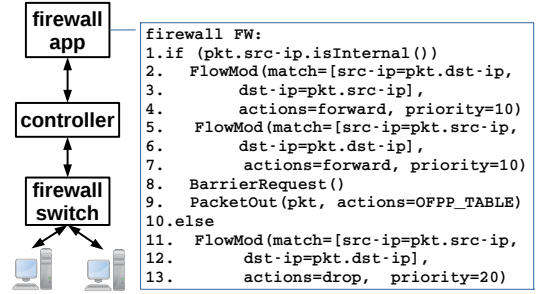 firewall
app
controller
firewall
switch
firewall FW:
1.if (pkt.src-ip.isInternal())
2.   FlowMod(match=[src-ip=pkt.dst-ip,
3.        dst-ip=pkt.src-ip],
4.        actions=forward, priority=10)
5.   FlowMod(match=[src-ip=pkt.src-ip,
6.        dst-ip=pkt.dst-ip],
7.        actions=forward, priority=10)
8.   BarrierRequest()
9.   PacketOut(pkt, actions=OFPP_TABLE)
10.else
11.   FlowMod(match=[src-ip=pkt.src-ip,
12.        dst-ip=pkt.dst-ip],
13.        actions=drop,  priority=20)